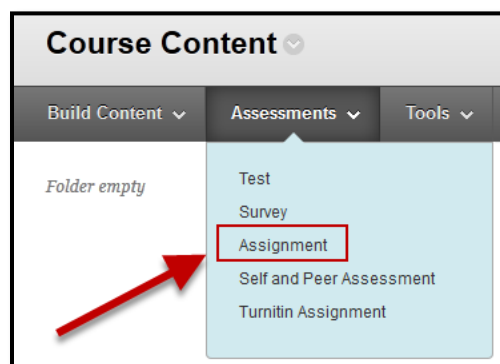 Course Content
Build Content Assessments Tools
Folder empty
Test
Survey
Assignment
Self and Peer Assessment
Turnitin Assignment